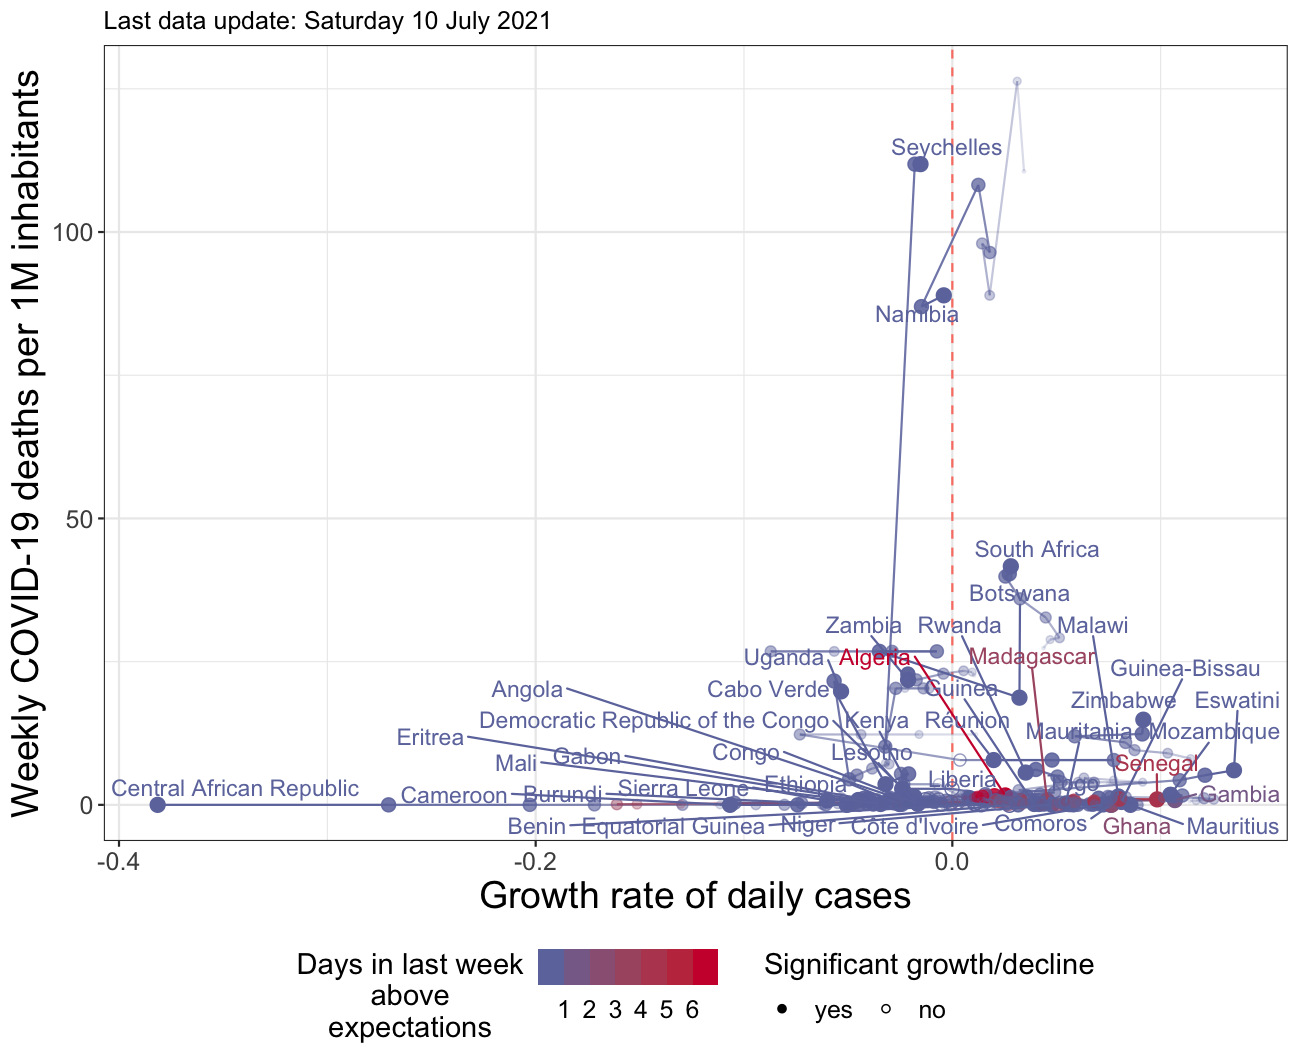 Last data update: Saturday 10 July 2021
Weekly COVID-19 deaths per 1M inhabitants
100
50
0
Seychelles
Namibia
South Africa
Botswana
Zambia Rwanda Malawi
Uganda Algeria Madagascar
Guinea-Bissau
Angola Cabo Verde Guinea Zimbabwe Eswatini
Democratic Republic of the Congo Kenya Réunion Mauritania Mozambique
Eritrea
Mali Gabon Congo Lesotho Senegal
Central African Republic Cameroon Burundi Sierra Leone Ethiopia Liberia Togo Gambia
Benin Equatorial Guinea Niger Côte d'Ivoire Comoros Ghana Mauritius
-0.4 -0.2 0.0
Growth rate of daily cases
Days in last week
above
expectations
1 2 3 4 5 6
Significant growth/decline
yes no